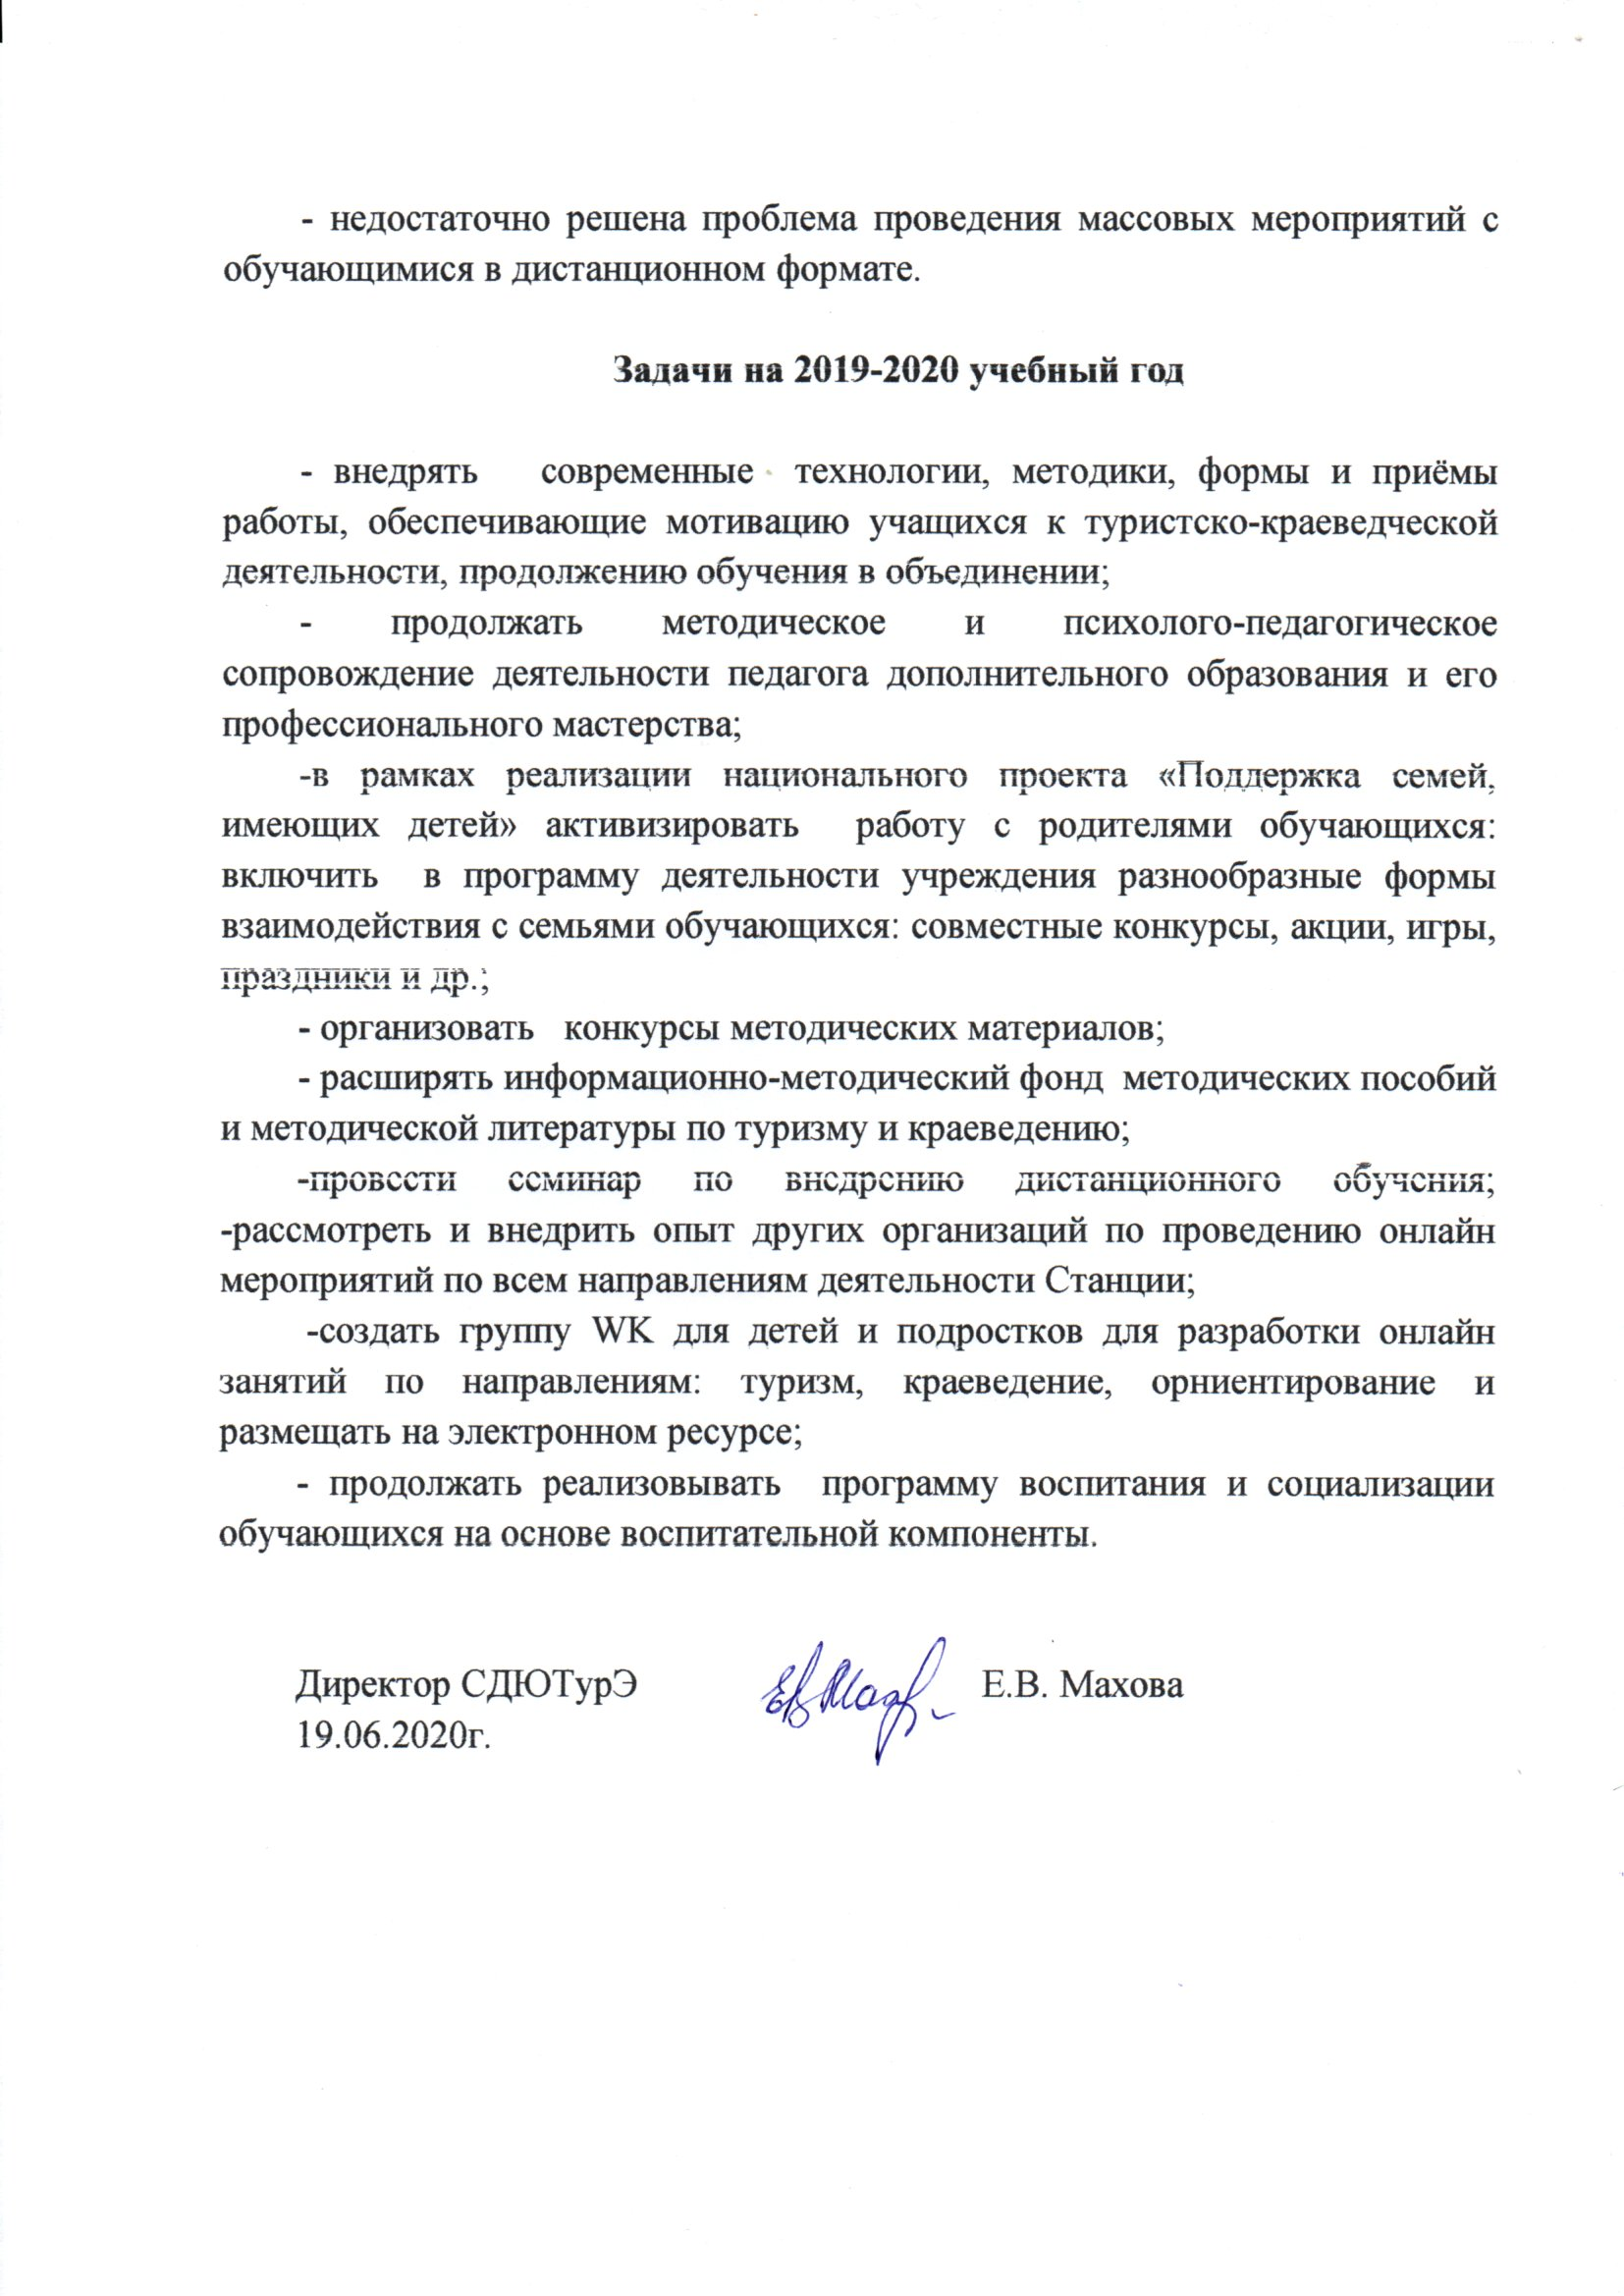 - недостаточно решена проблема проведения массовых мероприятий с
обучающимися в дистанционном формате.
Задачи на 2019-2020 учебный год
- внедрять современные технологии, методики, формы и приёмы
работы, обеспечивающие мотивацию учащихся к туристско-краеведческой
деятельности, продолжению обучения в объединении;
- продолжать методическое и психолого-педагогическое
сопровождение деятельности педагога дополнительного образования и его
профессионального мастерства;
-в рамках реализации национального проекта «Поддержка семей,
имеющих детей» активизировать работу с родителями обучающихся:
включить в программу деятельности учреждения разнообразные формы
взаимодействия с семьями обучающихся: совместные конкурсы, акции, игры,
праздники и др.;
- организовать конкурсы методических материалов;
- расширять информационно-методический фонд методических пособий
и методической литературы по туризму и краеведению;
-провести семинар по внедрению дистанционного обучения;
-рассмотреть и внедрить опыт других организаций по проведению онлайн
мероприятий по всем направлениям деятельности Станции;
-создать группу WK для детей и подростков для разработки онлайн
занятий по направлениям: туризм, краеведение, орниентирование и
размещать на электронном ресурсе;
- продолжать реализовывать программу воспитания и социализации
обучающихся на основе воспитательной компоненты.
Директор СДЮТурЭ Е.В. Махова
19.06.2020г.